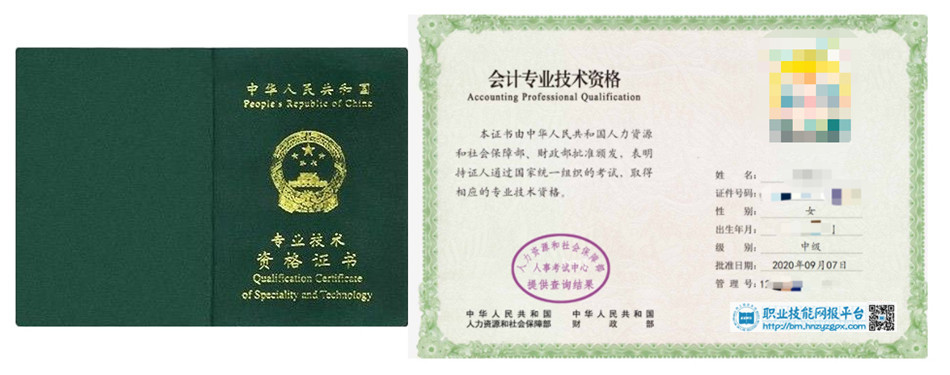 中华人民共和国
People's Republic of China
专业技术
资格证书
Qualification Certificate
of Speciality and Technology
会计专业技术资格
Accounting Professional Qualification
本证书由中华人民共和国人力资源
和社会保障部、财政部批准颁发，表明
持证人通过国家统一组织的考试，取得
相应的专业技术资格。
人力资源和社会保障部
人事考试中心
提供查询结果
中华人民共和国
人力资源和社会保障部
中华人民共和国
财政部
姓名：
证件号码：
性别：女
出生年月：
级别：中级
批准日期：2020年09月07日
管理号：
职业技能网报平台
http://bm.hnzyzgpx.com/